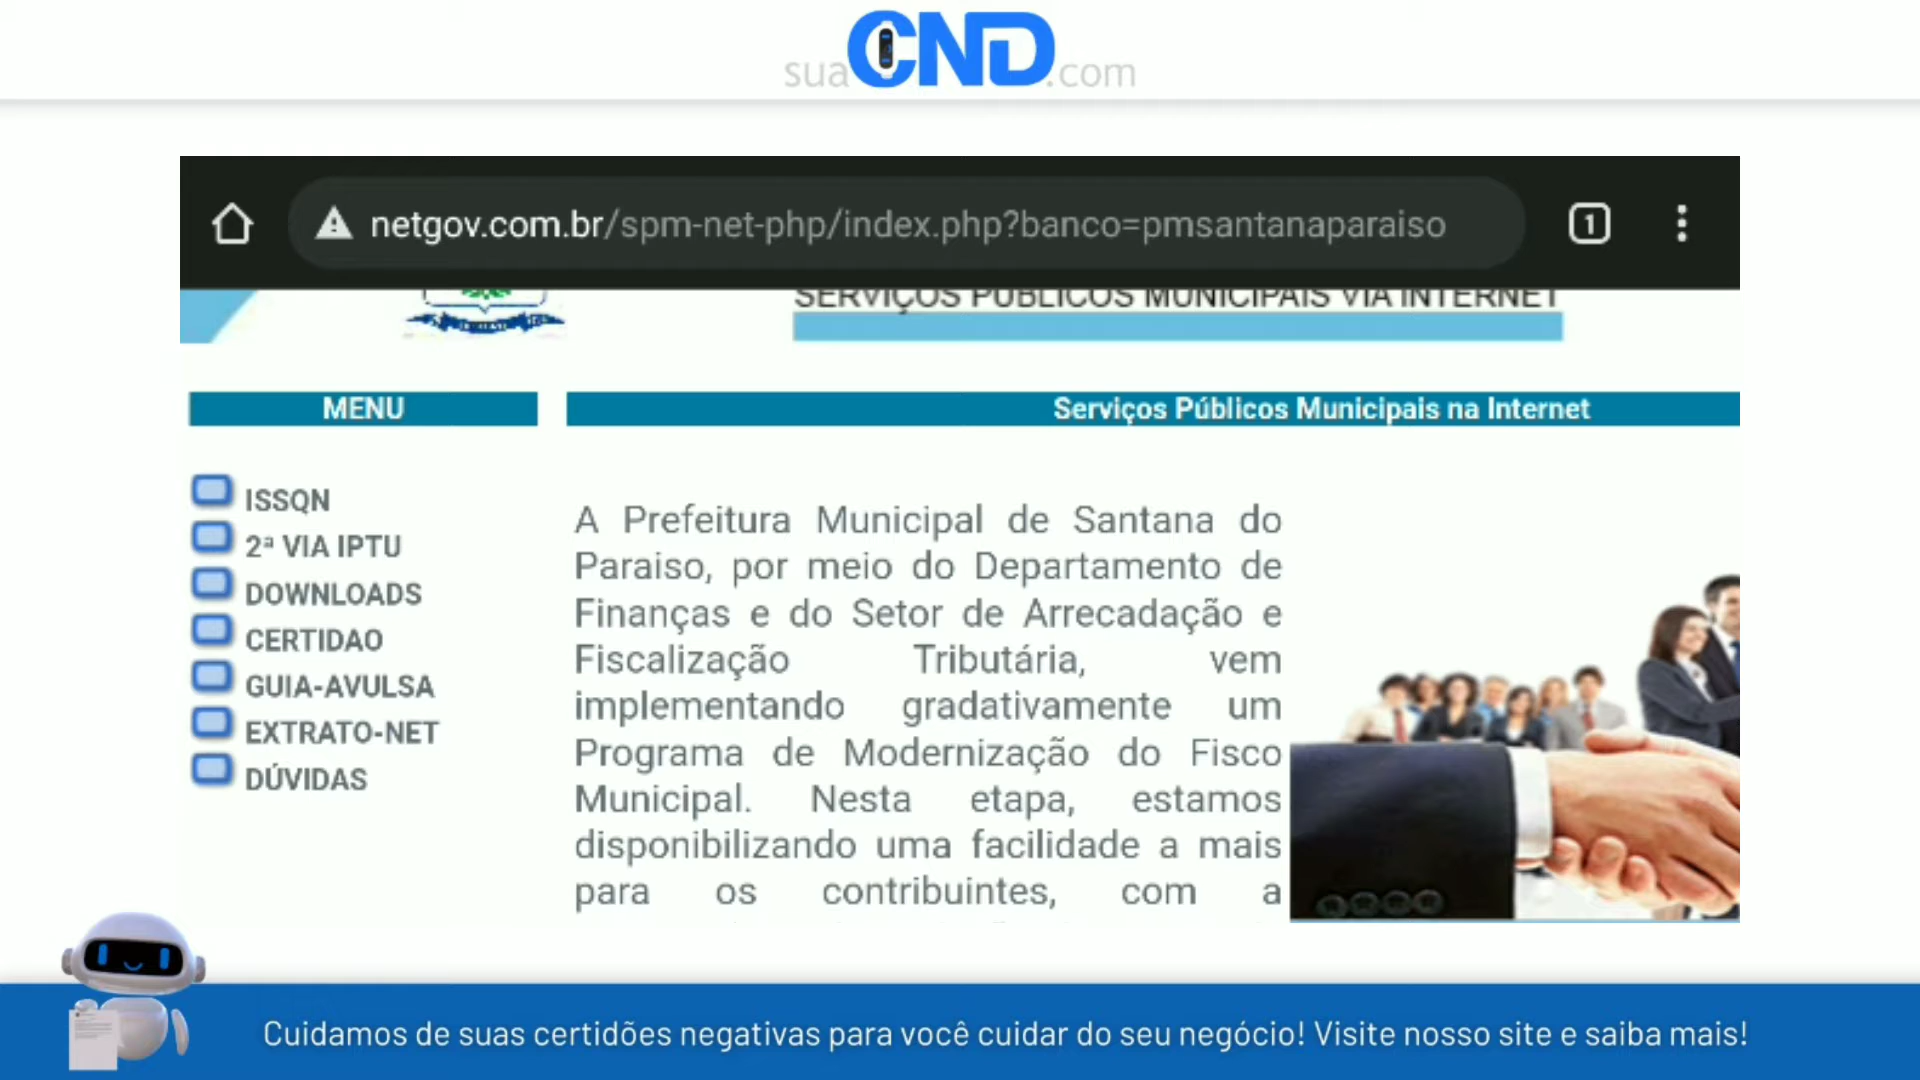 suaCND.com
netgov.com.br/spm-net-php/index.php?banco=pmsantanaparaiso
1
SERVIÇOS PÚBLICOS MUNICIPAIS VIA INTERNET
MENU
Serviços Públicos Municipais na Internet
ISSQN
2ª VIA IPTU
DOWNLOADS
CERTIDAO
GUIA-AVULSA
EXTRATO-NET
DÚVIDAS
A Prefeitura Municipal de Santana do
Paraiso, por meio do Departamento de
Finanças e do Setor de Arrecadação e
Fiscalização Tributária, vem
implementando gradativamente um
Programa de Modernização do Fisco
Municipal. Nesta etapa, estamos
disponibilizando uma facilidade a mais
para os contribuintes, com a
Cuidamos de suas certidões negativas para você cuidar do seu negócio! Visite nosso site e saiba mais!